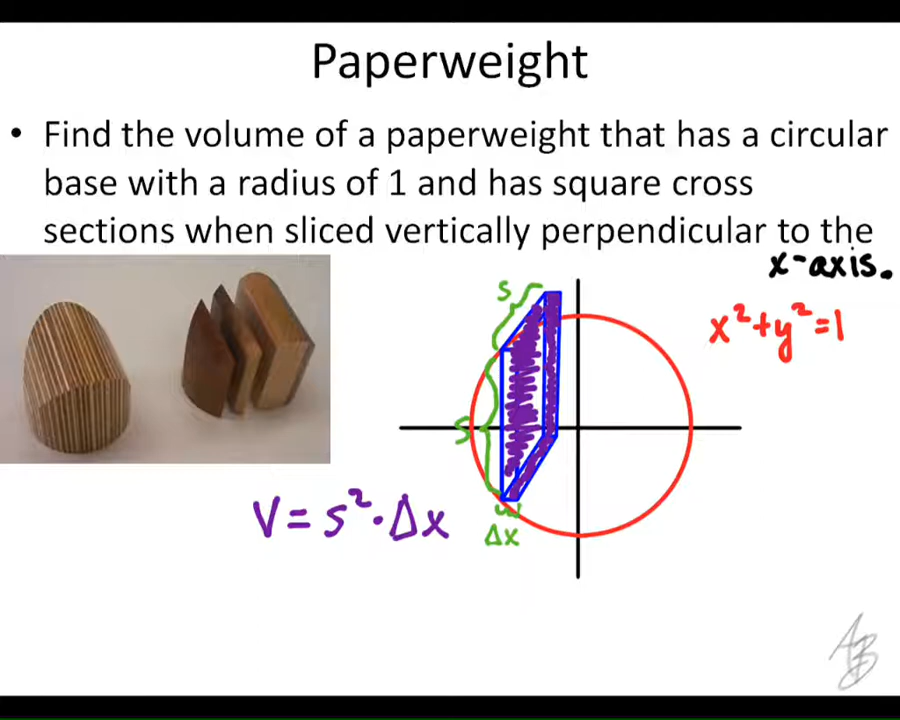 Paperweight
• Find the volume of a paperweight that has a circular
base with a radius of 1 and has square cross
sections when sliced vertically perpendicular to the
x-axis.
s
x²+y²=1
s
V = s²·Δx
Δx